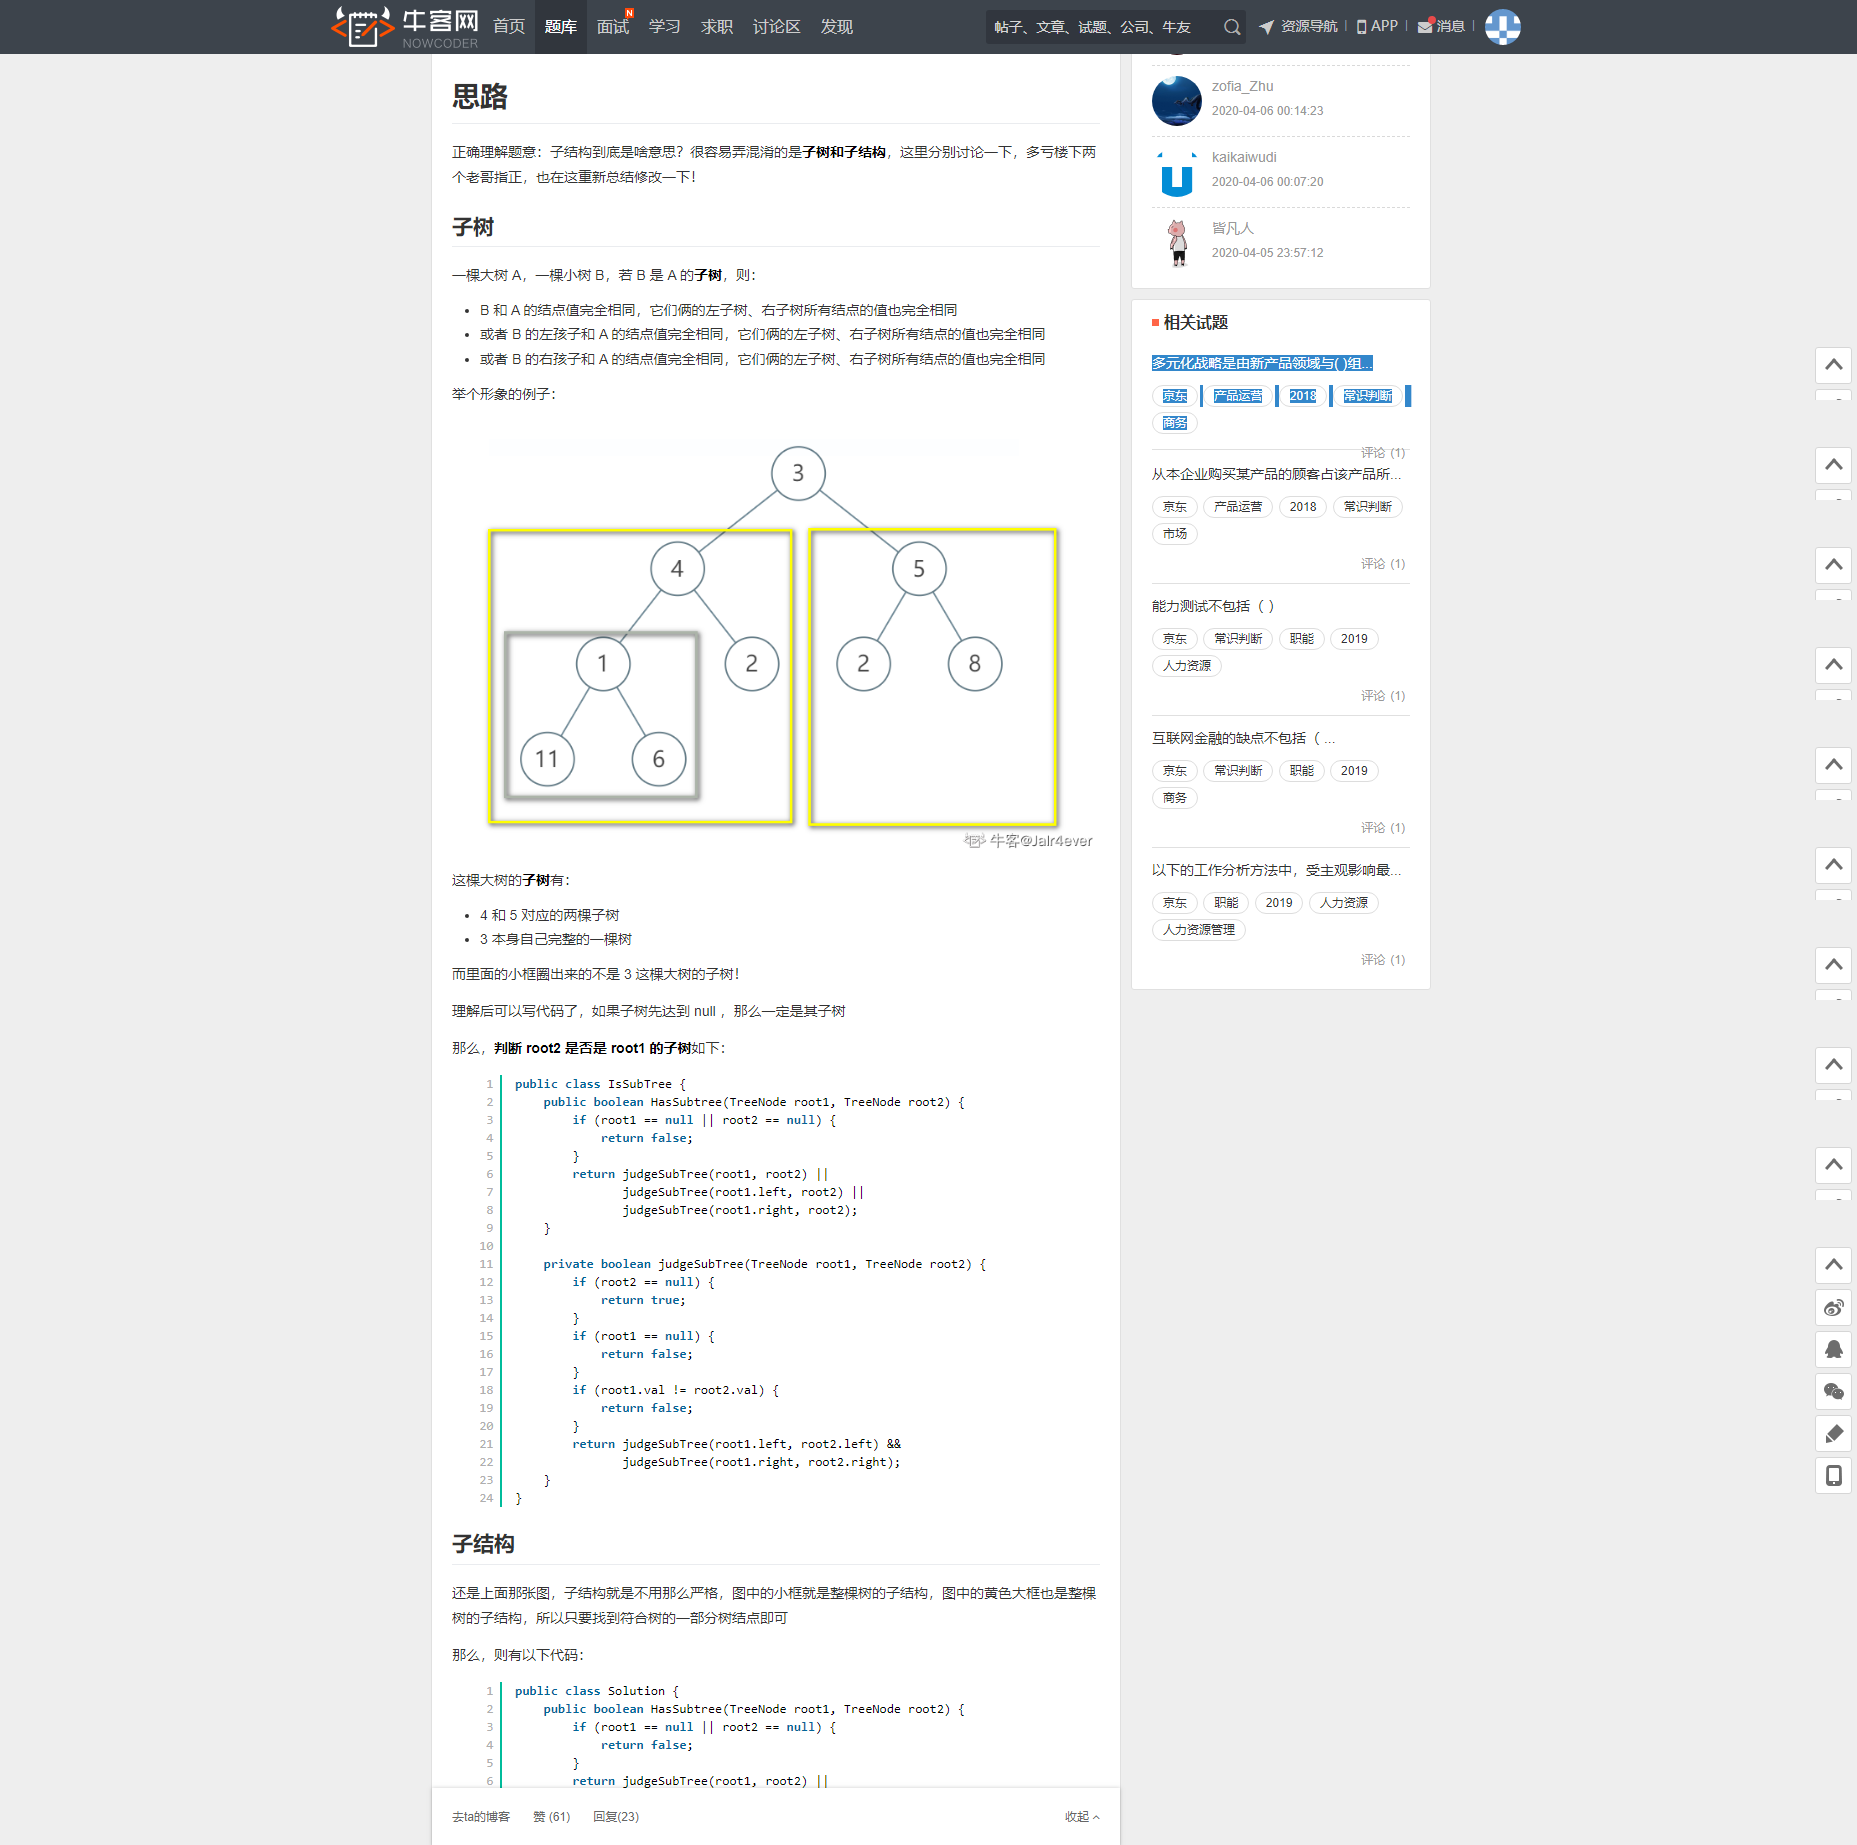 牛客网
NOWCODER
首页 题库 面试 学习 求职 讨论区 发现
N
帖子、文章、试题、公司、牛友
资源导航 | APP | 消息 |
思路
正确理解题意：子结构到底是啥意思？很容易弄混淆的是子树和子结构，这里分别讨论一下，多亏楼下两
个老哥指正，也在这重新总结修改一下！
子树
一棵大树 A，一棵小树 B，若 B 是 A 的子树，则：
• B 和 A 的结点值完全相同，它们俩的左子树、右子树所有结点的值也完全相同
• 或者 B 的左孩子和 A 的结点值完全相同，它们俩的左子树、右子树所有结点的值也完全相同
• 或者 B 的右孩子和 A 的结点值完全相同，它们俩的左子树、右子树所有结点的值也完全相同
举个形象的例子：
3
4 5
1 2 2 8
11 6
牛客@Jalr4ever
这棵大树的子树有：
• 4 和 5 对应的两棵子树
• 3 本身自己完整的一棵树
而里面的小框圈出来的不是 3 这棵大树的子树！
理解后可以写代码了，如果子树先达到 null ，那么一定是其子树
那么，判断 root2 是否是 root1 的子树如下：
1 public class IsSubTree {
2     public boolean HasSubtree(TreeNode root1, TreeNode root2) {
3         if (root1 == null || root2 == null) {
4             return false;
5         }
6         return judgeSubTree(root1, root2) ||
7                judgeSubTree(root1.left, root2) ||
8                judgeSubTree(root1.right, root2);
9     }
10
11     private boolean judgeSubTree(TreeNode root1, TreeNode root2) {
12         if (root2 == null) {
13             return true;
14         }
15         if (root1 == null) {
16             return false;
17         }
18         if (root1.val != root2.val) {
19             return false;
20         }
21         return judgeSubTree(root1.left, root2.left) &&
22                judgeSubTree(root1.right, root2.right);
23     }
24 }
子结构
还是上面那张图，子结构就是不用那么严格，图中的小框就是整棵树的子结构，图中的黄色大框也是整棵
树的子结构，所以只要找到符合树的一部分树结点即可
那么，则有以下代码：
1 public class Solution {
2     public boolean HasSubtree(TreeNode root1, TreeNode root2) {
3         if (root1 == null || root2 == null) {
4             return false;
5         }
6         return judgeSubTree(root1, root2) ||
去ta的博客 赞 (61) 回复(23) 收起
zofia_Zhu
2020-04-06 00:14:23
kaikaiwudi
2020-04-06 00:07:20
皆凡人
2020-04-05 23:57:12
相关试题
多元化战略是由新产品领域与( )组...
京东 产品运营 2018 常识判断
商务
评论 (1)
从本企业购买某产品的顾客占该产品所...
京东 产品运营 2018 常识判断
市场
评论 (1)
能力测试不包括（ ）
京东 常识判断 职能 2019
人力资源
评论 (1)
互联网金融的缺点不包括（ ...
京东 常识判断 职能 2019
商务
评论 (1)
以下的工作分析方法中，受主观影响最...
京东 职能 2019 人力资源
人力资源管理
评论 (1)